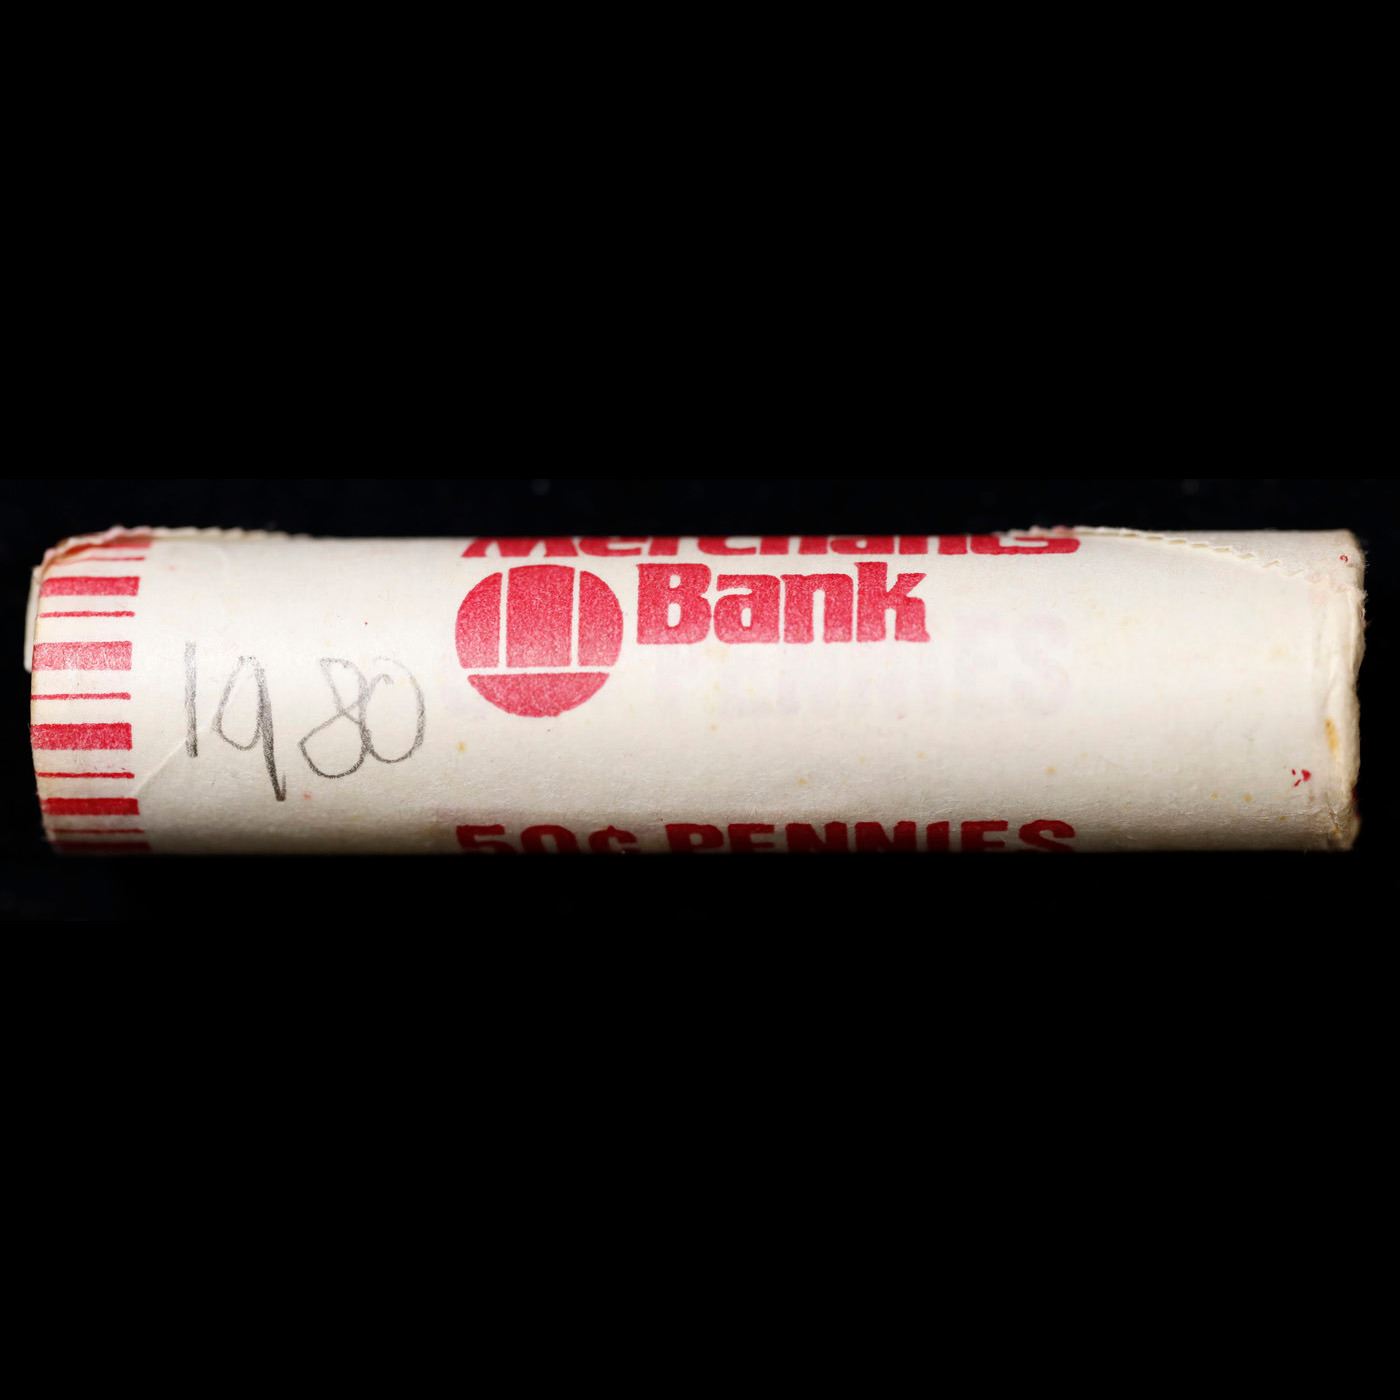 Merchants
Bank
1980
50¢ PENNIES